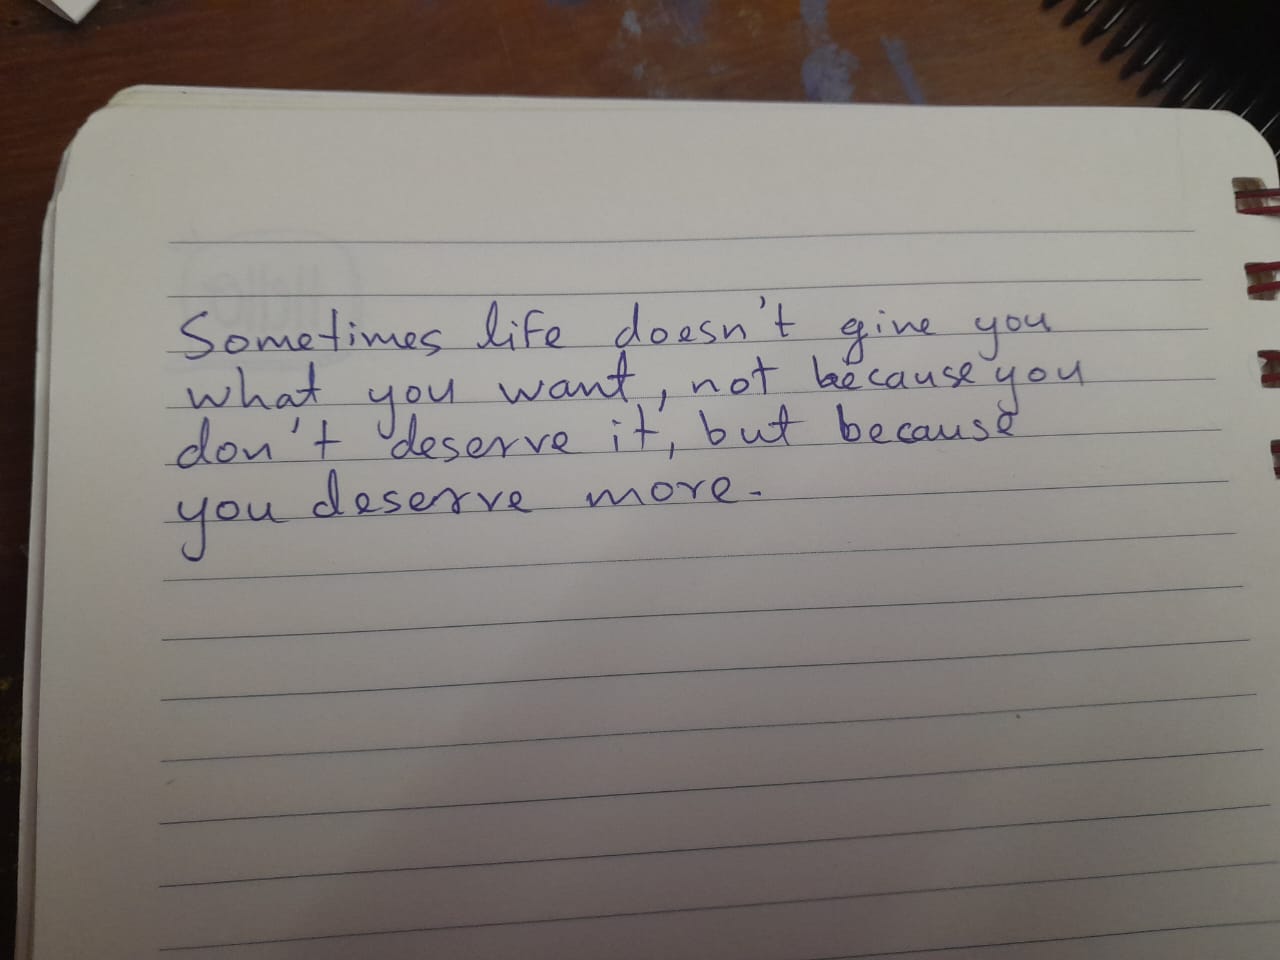 Sometimes life doesn't give you
what you want, not because you
don't deserve it, but because
you deserve more.